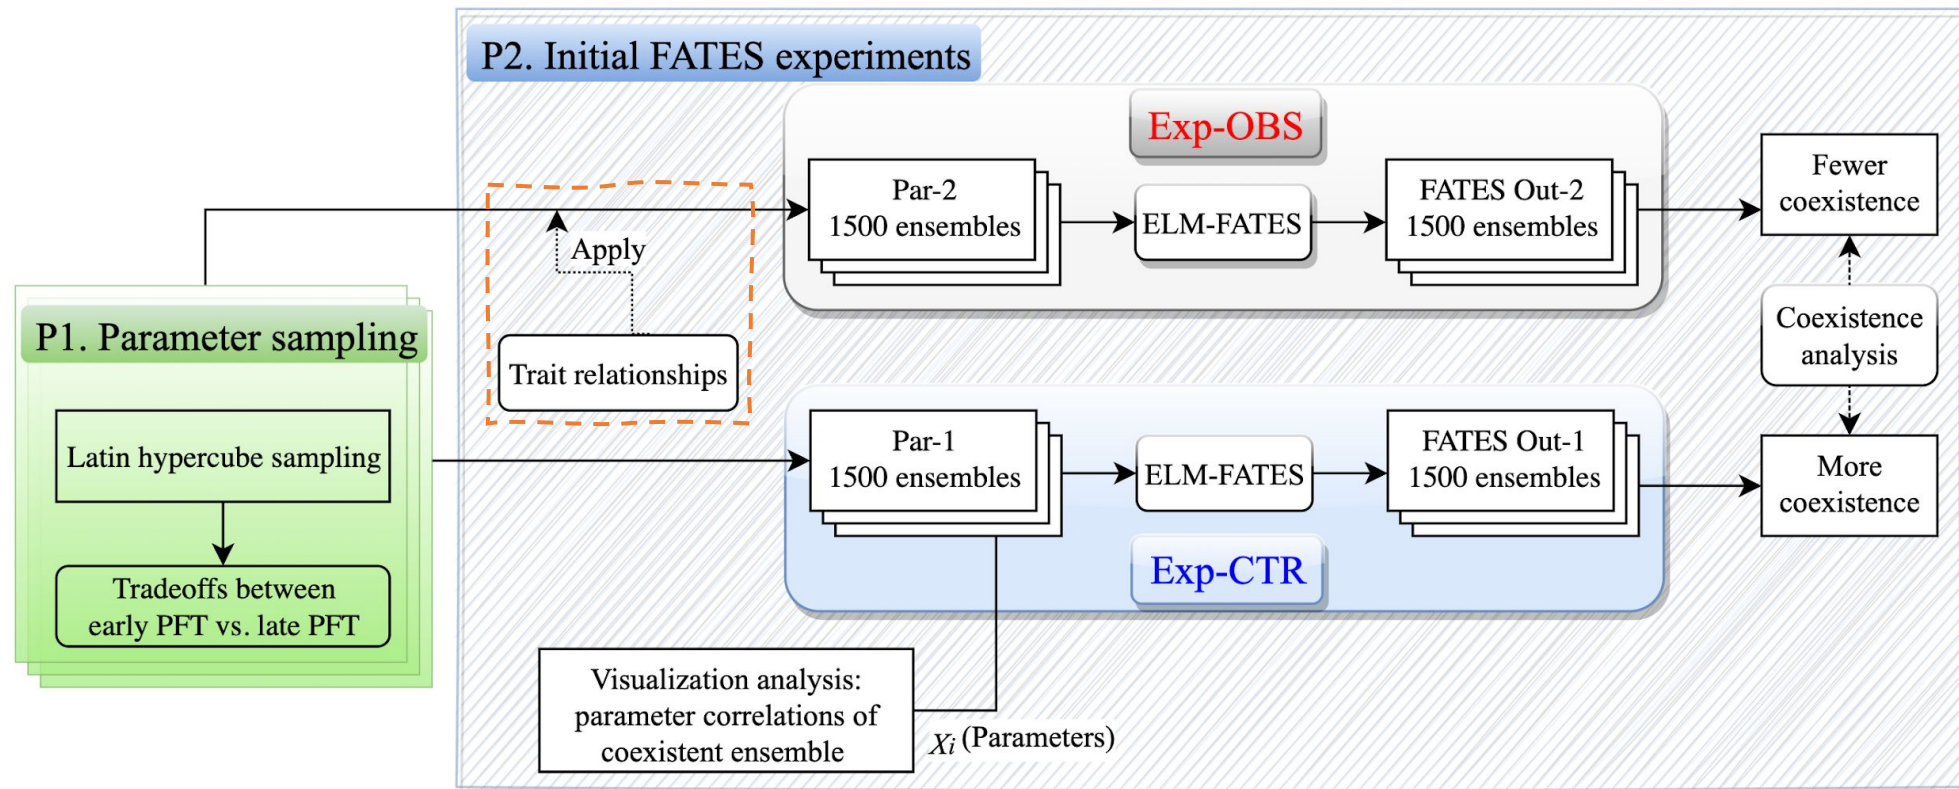 P2. Initial FATES experiments
Exp-OBS
Par-2
1500 ensembles
ELM-FATES
FATES Out-2
1500 ensembles
Fewer
coexistence
Apply
Trait relationships
Coexistence
analysis
P1. Parameter sampling
Latin hypercube sampling
Tradeoffs between
early PFT vs. late PFT
Par-1
1500 ensembles
ELM-FATES
FATES Out-1
1500 ensembles
More
coexistence
Exp-CTR
Visualization analysis:
parameter correlations of
coexistent ensemble
Xi (Parameters)